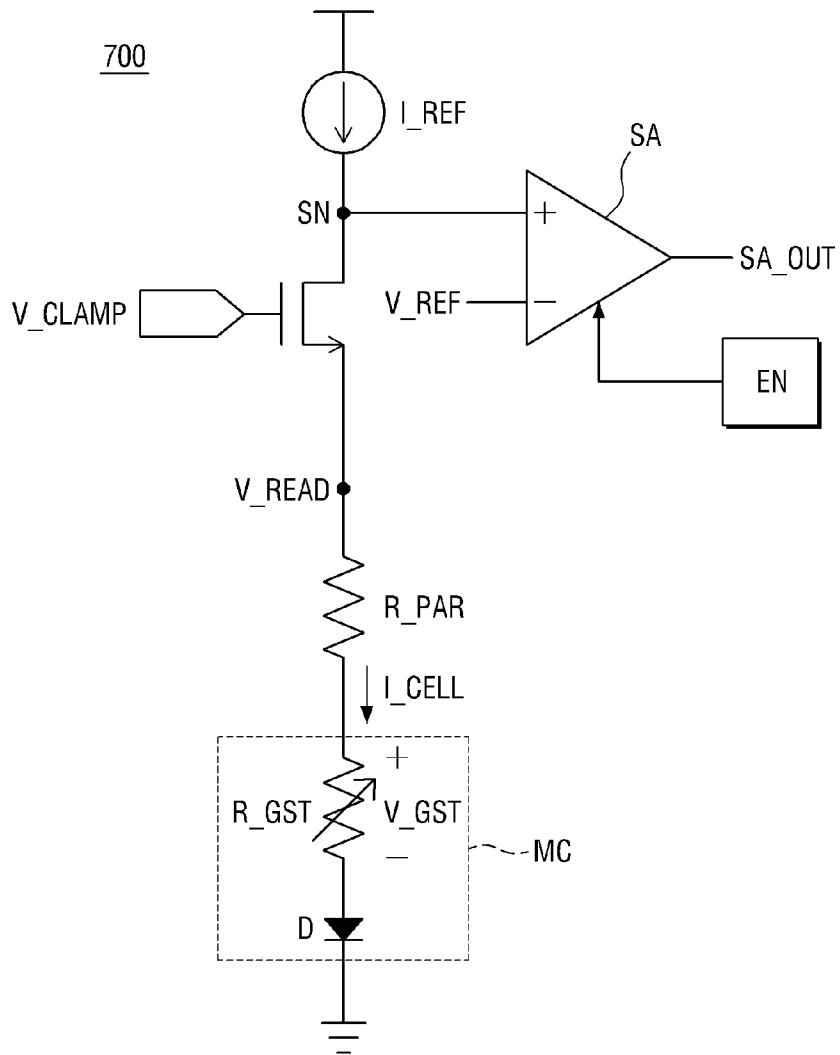 700
I_REF
SA
SN
+
SA_OUT
V_REF
−
V_CLAMP
EN
V_READ
R_PAR
I_CELL
+
R_GST
V_GST
−
MC
D